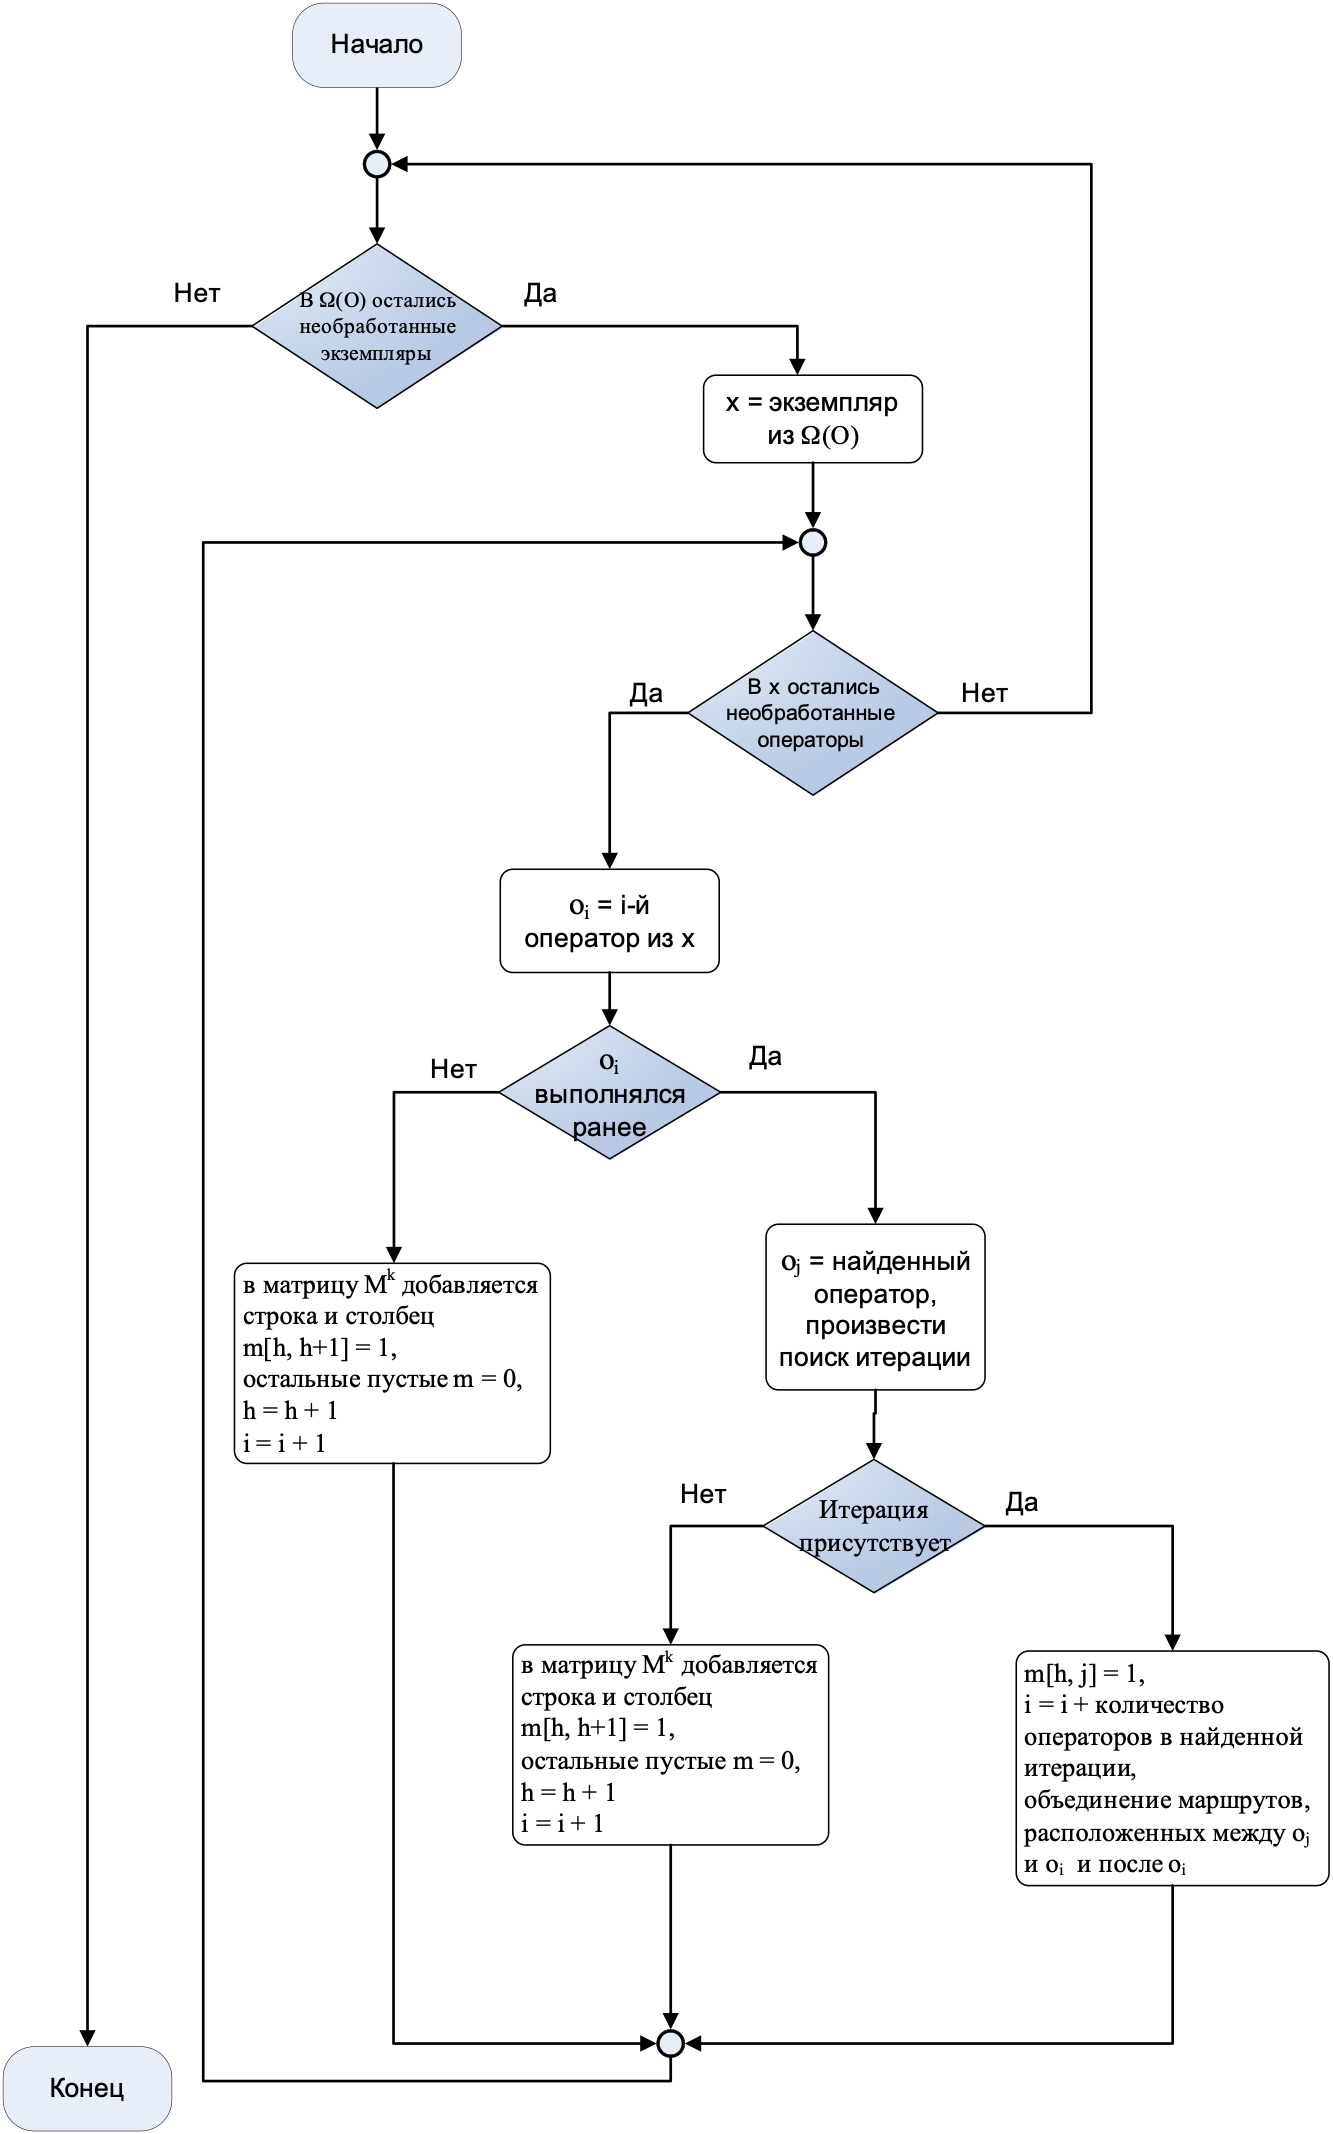 Начало
Нет
Да
В Ω(O) остались
необработанные
экземпляры
x = экземпляр
из Ω(O)
Да
Нет
В x остались
необработанные
операторы
oᵢ = i-й
оператор из x
Нет
Да
oᵢ
выполнялся
ранее
в матрицу Mᵏ добавляется
строка и столбец
m[h, h+1] = 1,
остальные пустые m = 0,
h = h + 1
i = i + 1
oⱼ = найденный
оператор,
произвести
поиск итерации
Нет
Да
Итерация
присутствует
в матрицу Mᵏ добавляется
строка и столбец
m[h, h+1] = 1,
остальные пустые m = 0,
h = h + 1
i = i + 1
m[h, j] = 1,
i = i + количество
операторов в найденной
итерации,
объединение маршрутов,
расположенных между oⱼ
и oᵢ и после oᵢ
Конец